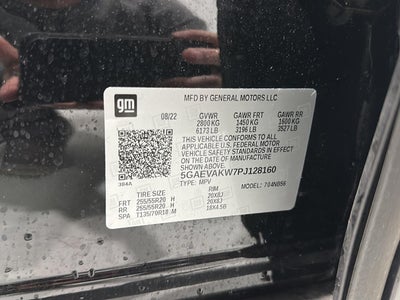 gm
MFD BY GENERAL MOTORS LLC
08/22 GVWR GAWR FRT GAWR RR
2800 KG 1450 KG 1600 KG
6173 LB 3196 LB 3527 LB
THIS VEHICLE CONFORMS TO ALL
APPLICABLE U.S. FEDERAL MOTOR
VEHICLE SAFETY STANDARDS IN EFFECT
ON THE DATE OF MANUFACTURE
SHOWN ABOVE.
5GAEVAKW7PJ128160
TYPE: MPV MODEL: 704N056
384A
TIRE SIZE RIM
FRT 255/55R20 H 20X8J
RR 255/55R20 H 20X8J
SPA T135/70R18 M 18X4.5B